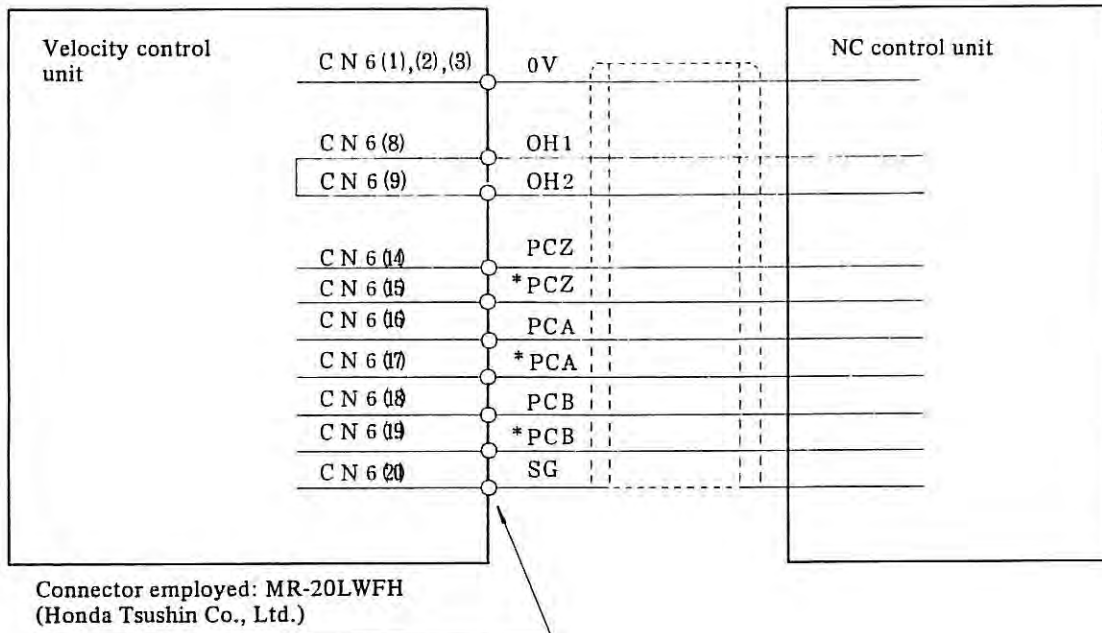 Velocity control
unit
NC control unit
CN6(1),(2),(3) 0V
CN6(8) OH1
CN6(9) OH2
CN6(14) PCZ
CN6(15) *PCZ
CN6(16) PCA
CN6(17) *PCA
CN6(18) PCB
CN6(19) *PCB
CN6(20) SG
Connector employed: MR-20LWFH
(Honda Tsushin Co., Ltd.)